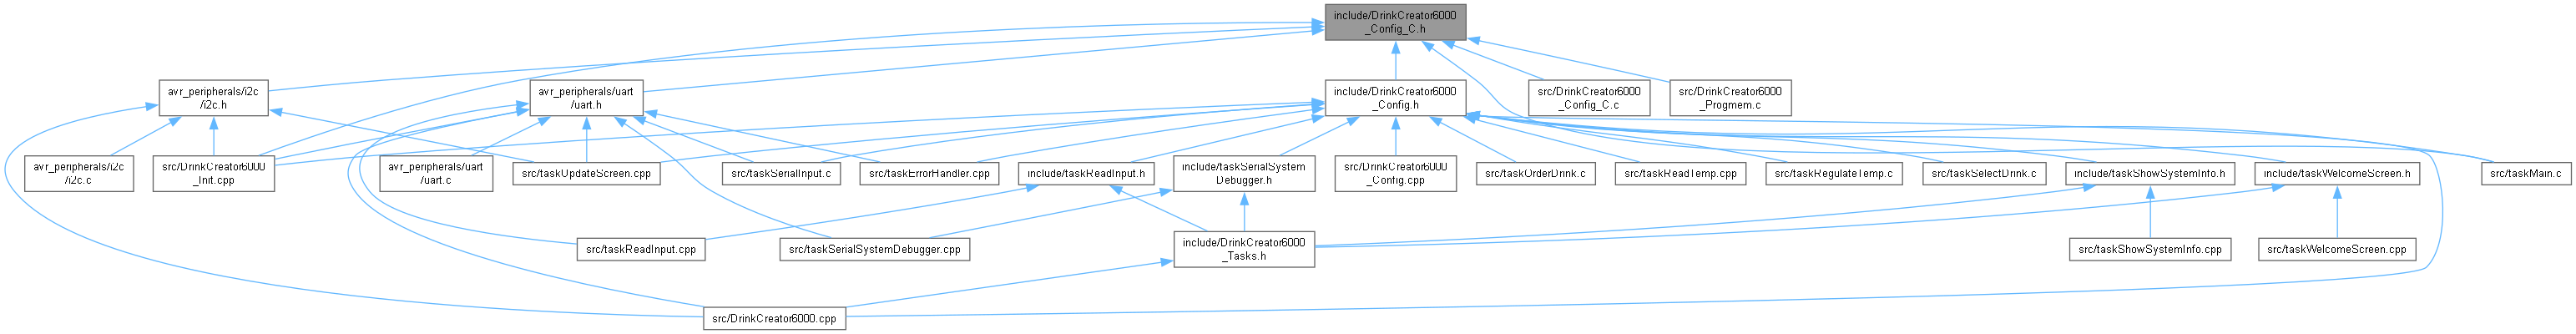 include/DrinkCreator6000
_Config_C.h
avr_peripherals/i2c
/i2c.h
avr_peripherals/uart
/uart.h
include/DrinkCreator6000
_Config.h
src/DrinkCreator6000
_Config_C.c
src/DrinkCreator6000
_Progmem.c
avr_peripherals/i2c
/i2c.c
src/DrinkCreator6000
_Init.cpp
avr_peripherals/uart
/uart.c
src/taskUpdateScreen.cpp
src/taskSerialInput.c
src/taskErrorHandler.cpp
include/taskReadInput.h
include/taskSerialSystem
Debugger.h
src/DrinkCreator6000
_Config.cpp
src/taskOrderDrink.c
src/taskReadTemp.cpp
src/taskRegulateTemp.c
src/taskSelectDrink.c
include/taskShowSystemInfo.h
include/taskWelcomeScreen.h
src/taskMain.c
src/taskReadInput.cpp
src/taskSerialSystemDebugger.cpp
include/DrinkCreator6000
_Tasks.h
src/taskShowSystemInfo.cpp
src/taskWelcomeScreen.cpp
src/DrinkCreator6000.cpp